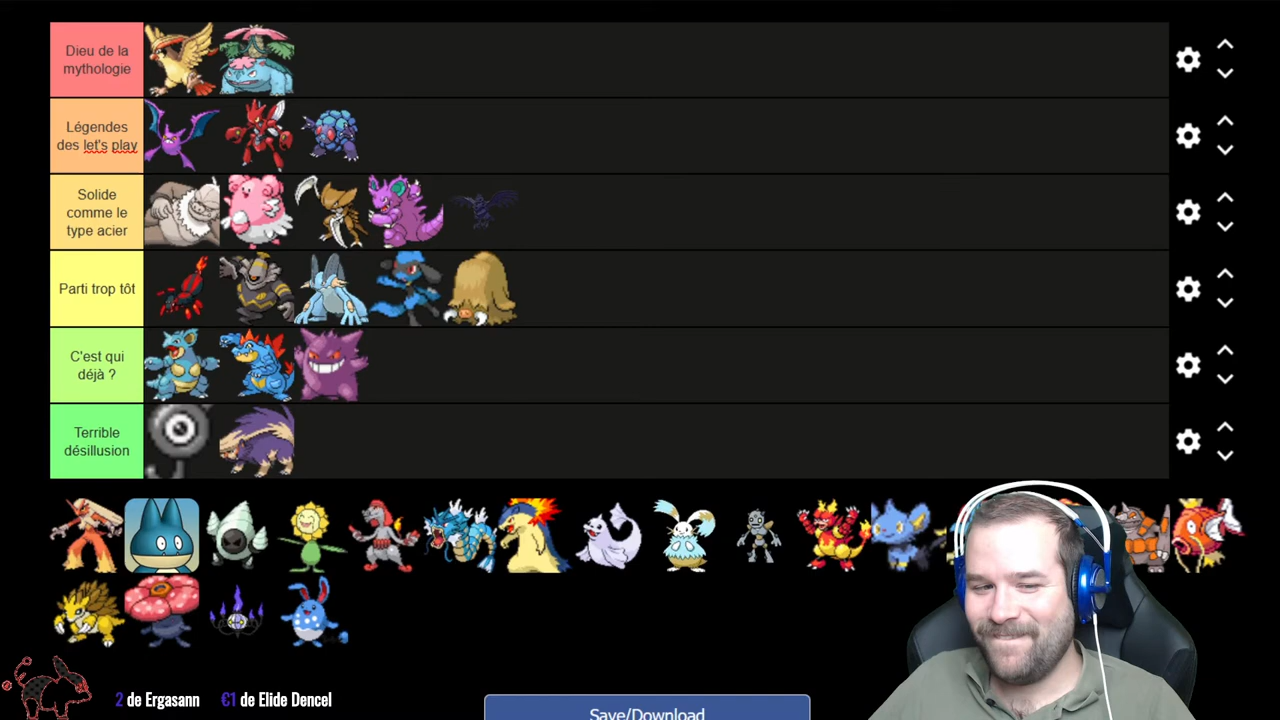 Dieu de la
mythologie
Légendes
des let's play
Solide
comme le
type acier
Parti trop tôt
C'est qui
déjà ?
Terrible
désillusion
2 de Ergasann €1 de Elide Dencel
Save/Download